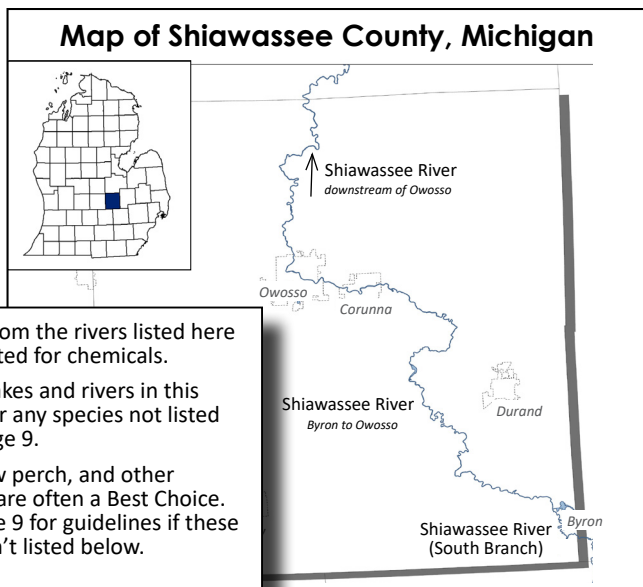 Map of Shiawassee County, Michigan
Shiawassee River
downstream of Owosso
Owosso
Corunna
Shiawassee River
Byron to Owosso
Durand
Shiawassee River
(South Branch)
Byron
om the rivers listed here
ted for chemicals.
akes and rivers in this
r any species not listed
ge 9.
w perch, and other
are often a Best Choice.
e 9 for guidelines if these
n't listed below.